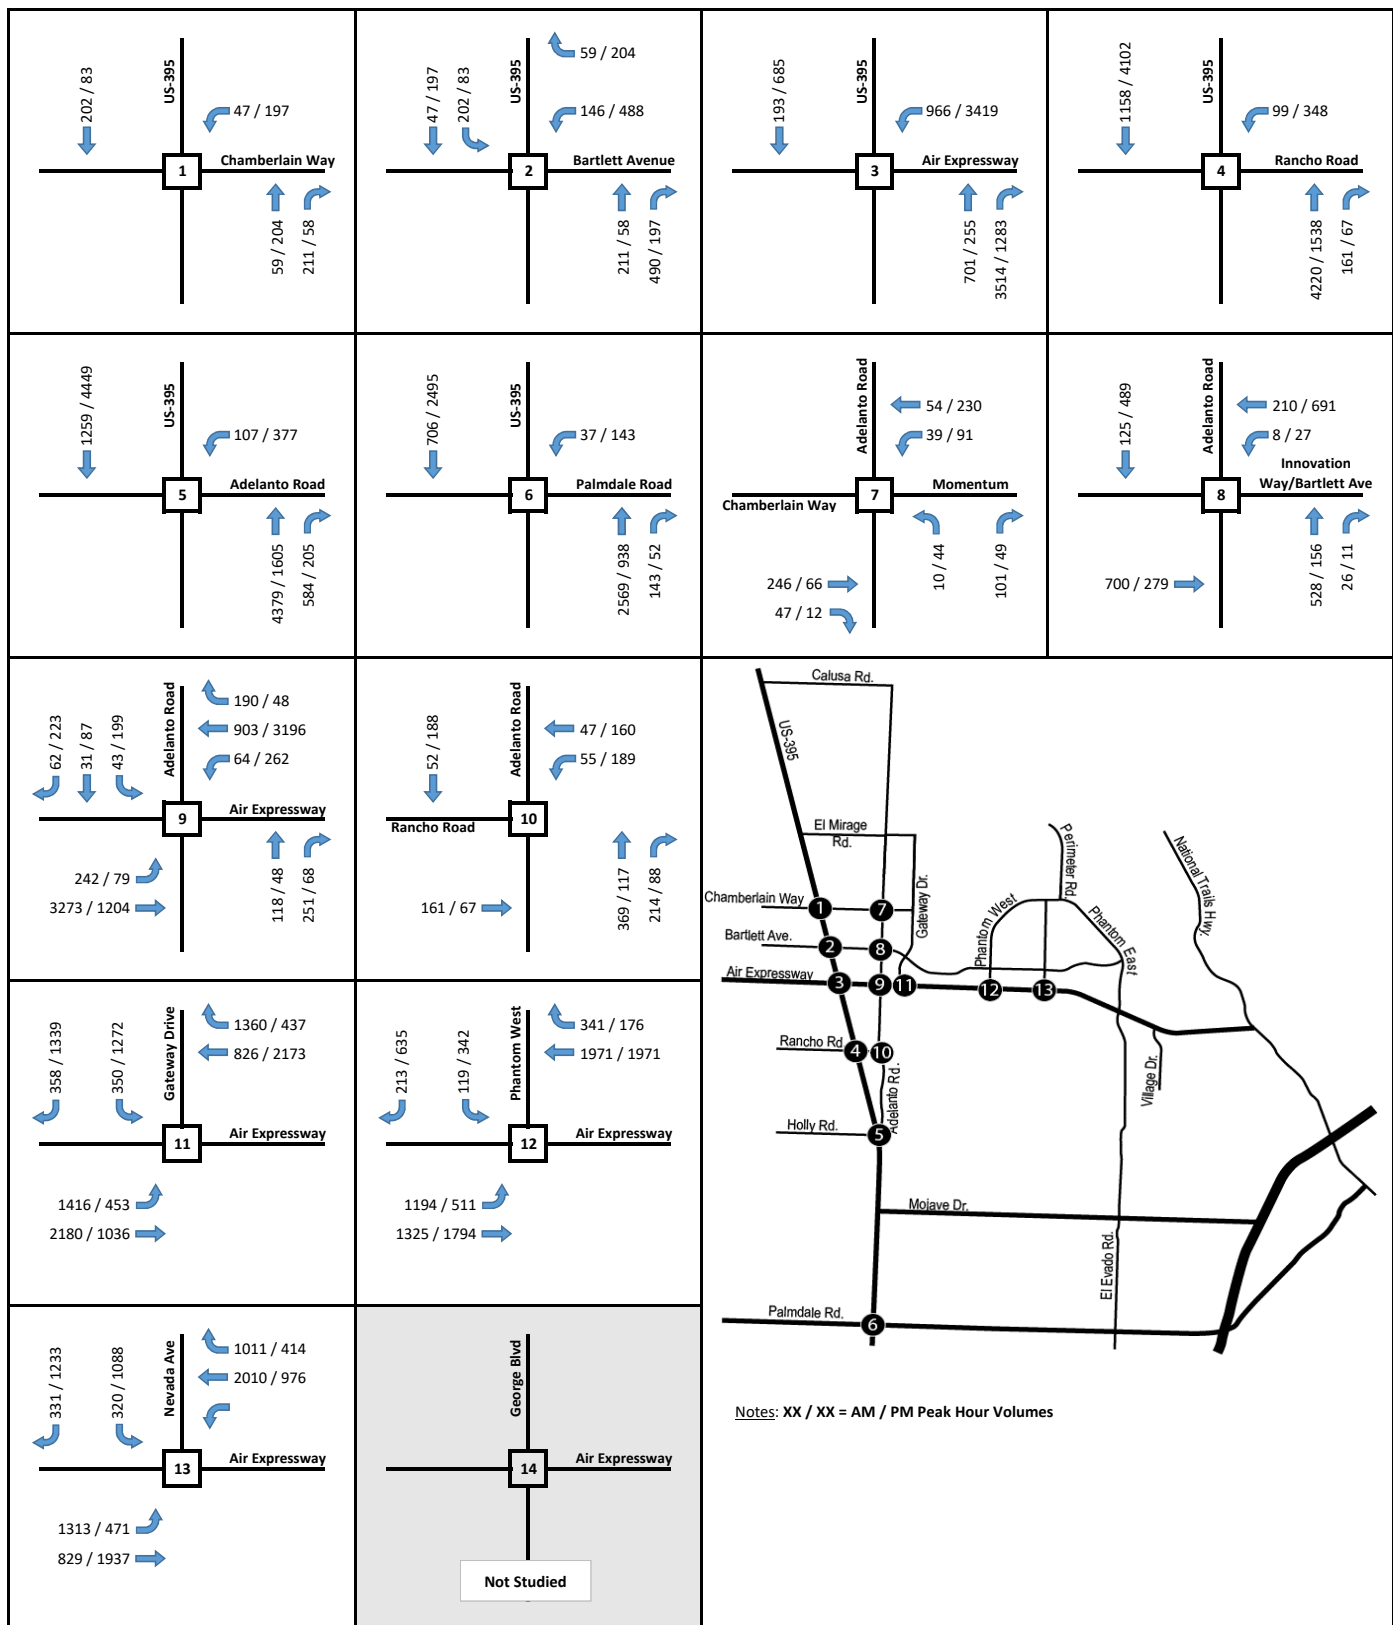 202 / 83
US-395
47 / 197
1
Chamberlain Way
59 / 204
211 / 58
47 / 197
202 / 83
US-395
59 / 204
146 / 488
2
Bartlett Avenue
211 / 58
490 / 197
193 / 685
US-395
966 / 3419
3
Air Expressway
701 / 255
3514 / 1283
1158 / 4102
US-395
99 / 348
4
Rancho Road
4220 / 1538
161 / 67
1259 / 4449
US-395
107 / 377
5
Adelanto Road
4379 / 1605
584 / 205
706 / 2495
US-395
37 / 143
6
Palmdale Road
2569 / 938
143 / 52
Adelanto Road
54 / 230
39 / 91
7
Momentum
Chamberlain Way
246 / 66
47 / 12
10 / 44
101 / 49
125 / 489
Adelanto Road
210 / 691
8 / 27
8
Innovation
Way/Bartlett Ave
700 / 279
528 / 156
26 / 11
62 / 223
31 / 87
43 / 199
Adelanto Road
190 / 48
903 / 3196
64 / 262
9
Air Expressway
242 / 79
3273 / 1204
118 / 48
251 / 68
52 / 188
Adelanto Road
47 / 160
55 / 189
Rancho Road
10
161 / 67
369 / 117
214 / 88
358 / 1339
350 / 1272
Gateway Drive
1360 / 437
826 / 2173
11
Air Expressway
1416 / 453
2180 / 1036
213 / 635
119 / 342
Phantom West
341 / 176
1971 / 1971
12
Air Expressway
1194 / 511
1325 / 1794
331 / 1233
320 / 1088
Nevada Ave
1011 / 414
2010 / 976
13
Air Expressway
1313 / 471
829 / 1937
George Blvd
14
Air Expressway
Not Studied
Calusa Rd.
US-395
El Mirage
Rd.
Gateway Dr.
Perimeter Rd.
National Trails Hwy.
Chamberlain Way
1
7
Phantom West
Phantom East
Bartlett Ave.
2
8
Air Expressway
3
9
11
12
13
Rancho Rd
4
10
Adelanto Rd.
Village Dr.
Holly Rd.
5
Mojave Dr.
El Evado Rd.
Palmdale Rd.
6
Notes: XX / XX = AM / PM Peak Hour Volumes